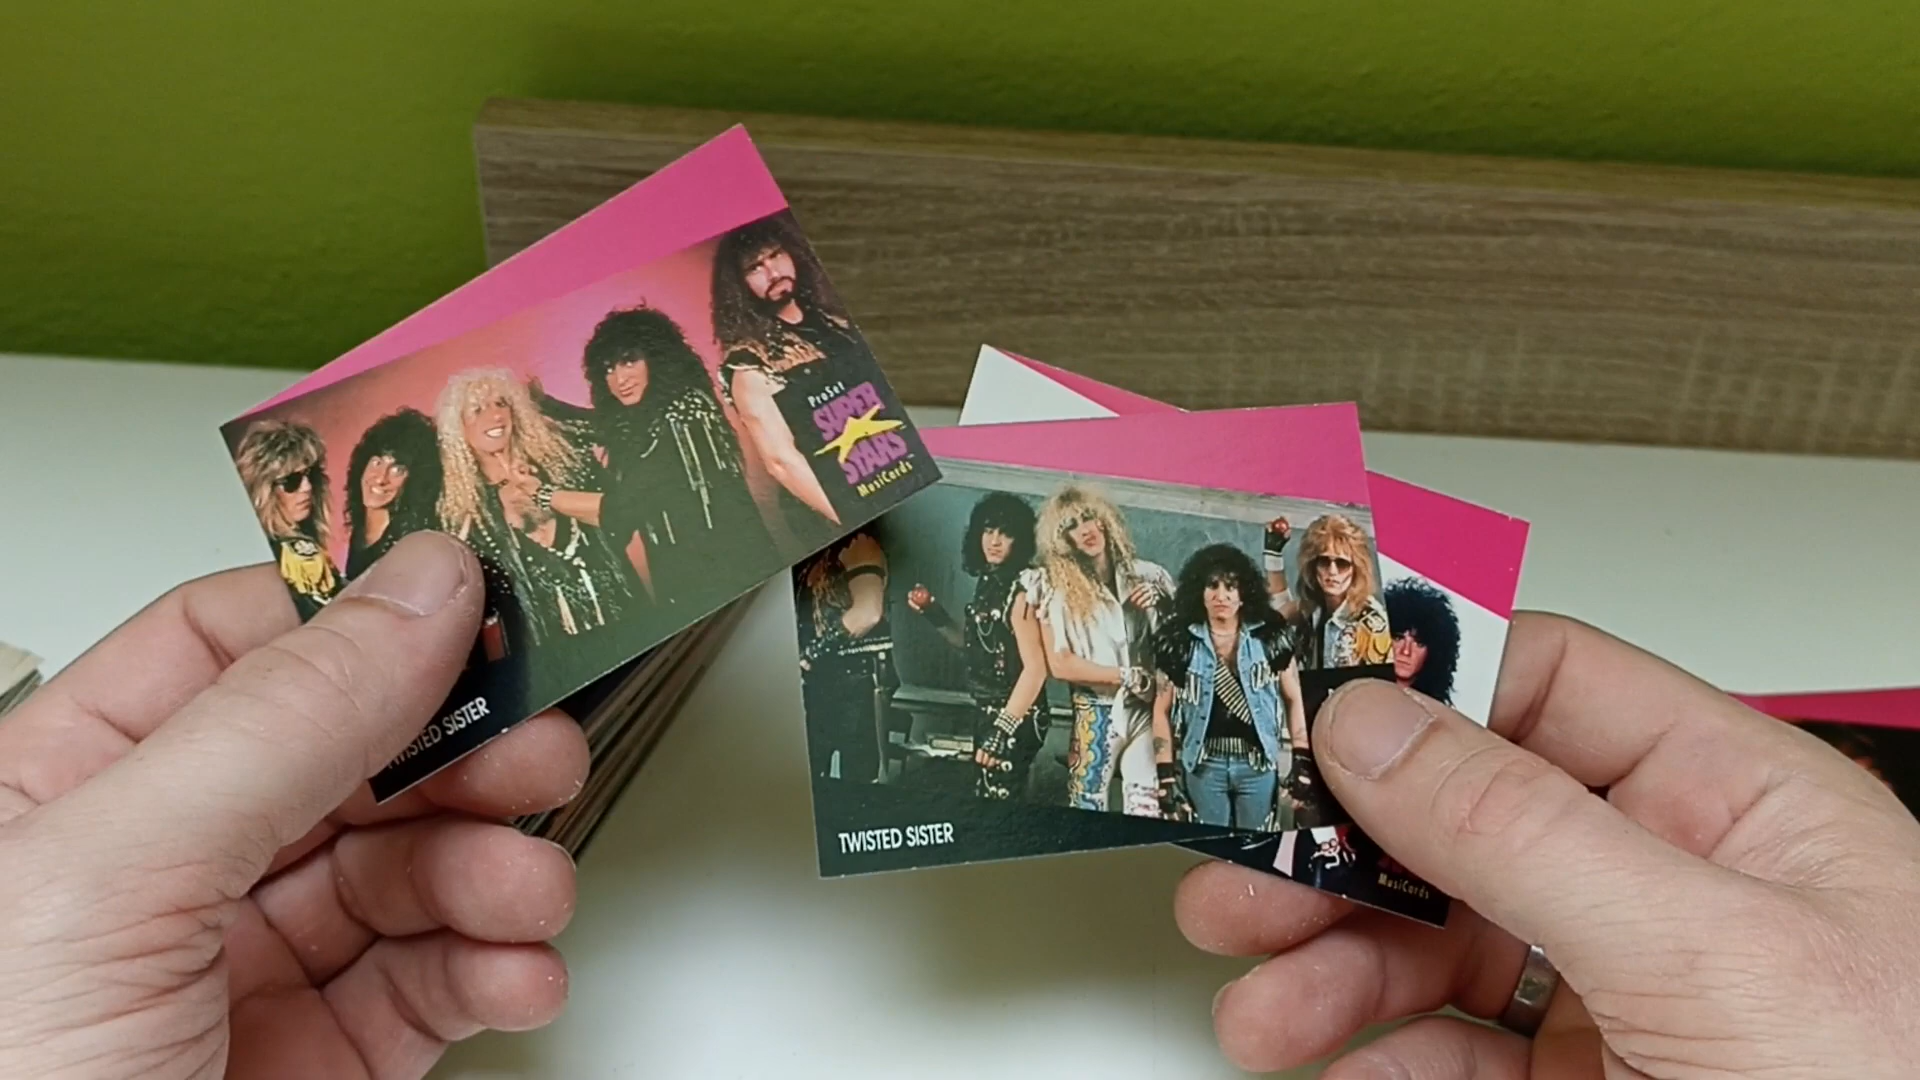 ProSet
SUPER
STARS
MusiCards
TWISTED SISTER
TWISTED SISTER
MusiCards